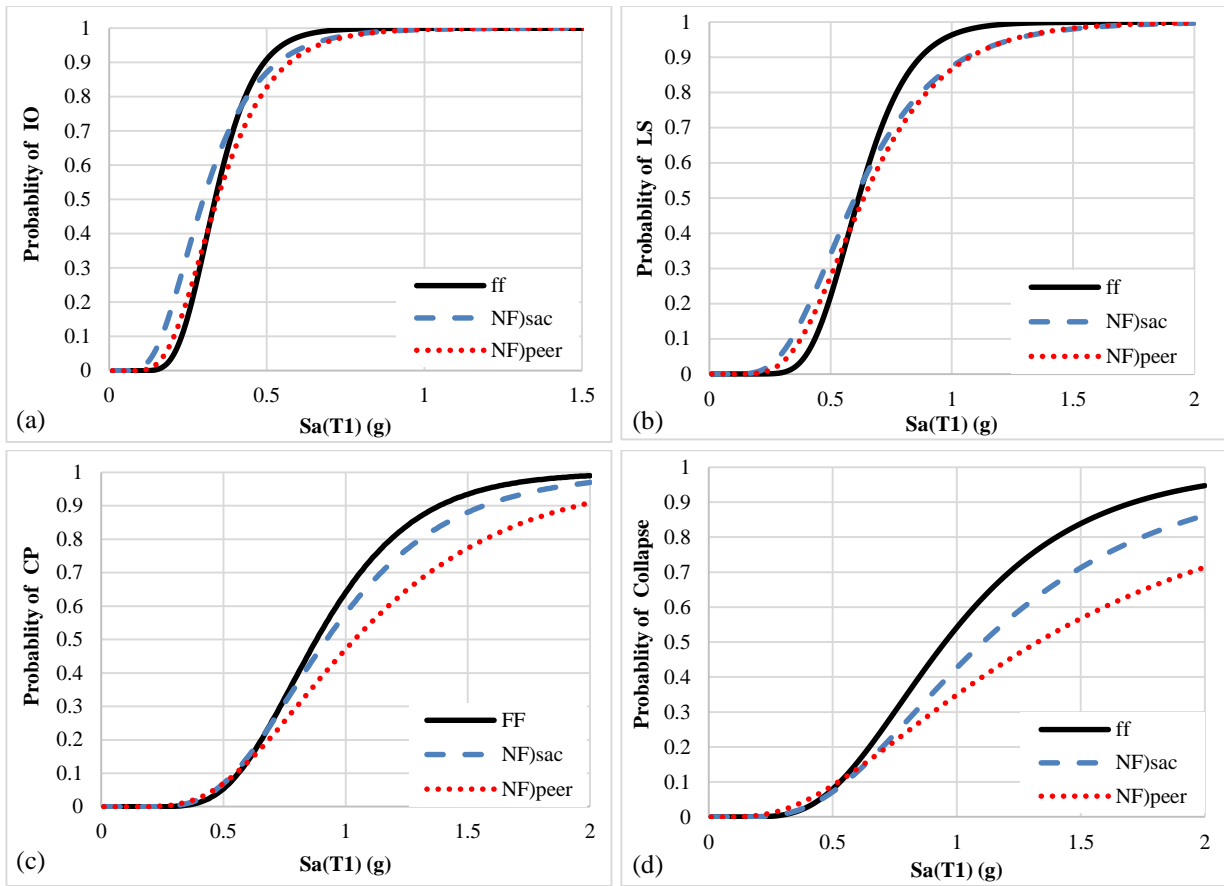 Probablity of IO
1
0.9
0.8
0.7
0.6
0.5
0.4
0.3
0.2
0.1
0
ff
NF)sac
NF)peer
0 0.5 1 1.5
(a)
Sa(T1) (g)
Probablity of LS
1
0.9
0.8
0.7
0.6
0.5
0.4
0.3
0.2
0.1
0
ff
NF)sac
NF)peer
0 0.5 1 1.5 2
(b)
Sa(T1) (g)
Probablity of CP
1
0.9
0.8
0.7
0.6
0.5
0.4
0.3
0.2
0.1
0
FF
NF)sac
NF)peer
0 0.5 1 1.5 2
(c)
Sa(T1) (g)
Probablity of Collapse
1
0.9
0.8
0.7
0.6
0.5
0.4
0.3
0.2
0.1
0
ff
NF)sac
NF)peer
0 0.5 1 1.5 2
(d)
Sa(T1) (g)